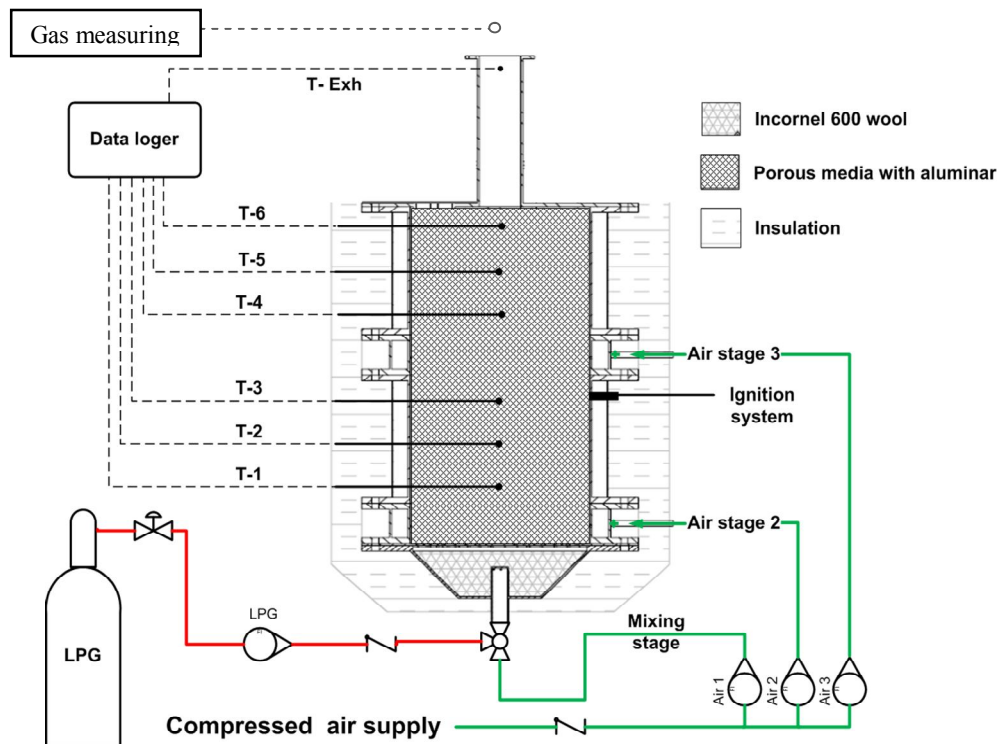 Gas measuring
T- Exh
Data loger
Incornel 600 wool
Porous media with aluminar
Insulation
T-6
T-5
T-4
Air stage 3
T-3
Ignition
system
T-2
T-1
Air stage 2
LPG
LPG
Mixing
stage
Air 1
Air 2
Air 3
Compressed air supply